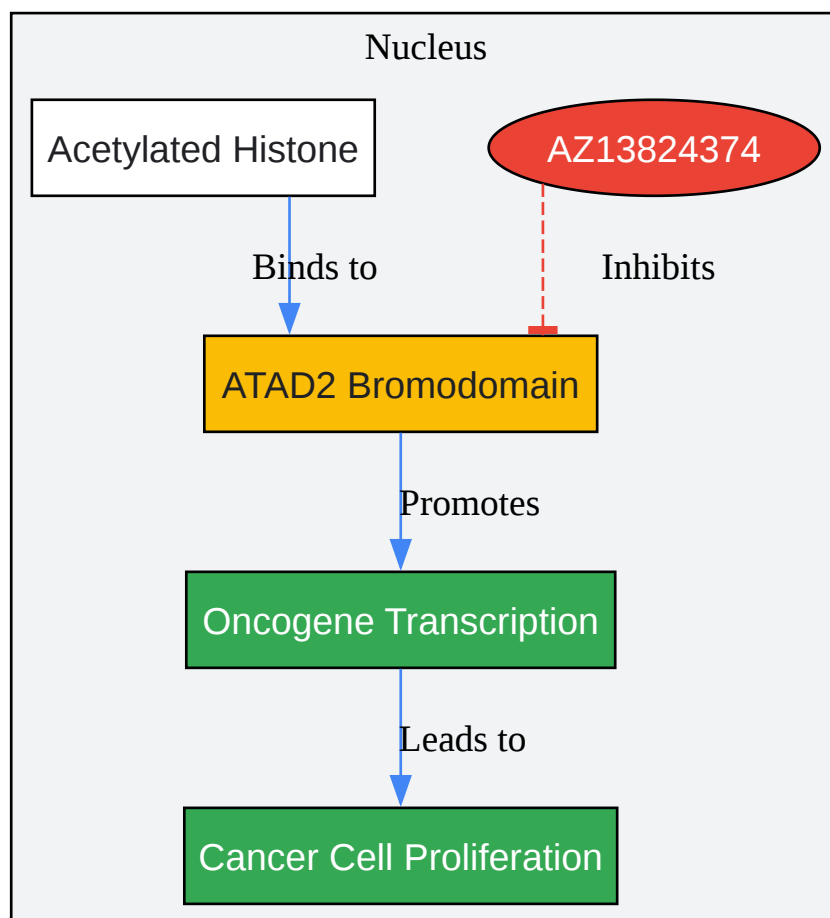 Nucleus
Acetylated Histone
AZ13824374
Binds to
Inhibits
ATAD2 Bromodomain
Promotes
Oncogene Transcription
Leads to
Cancer Cell Proliferation